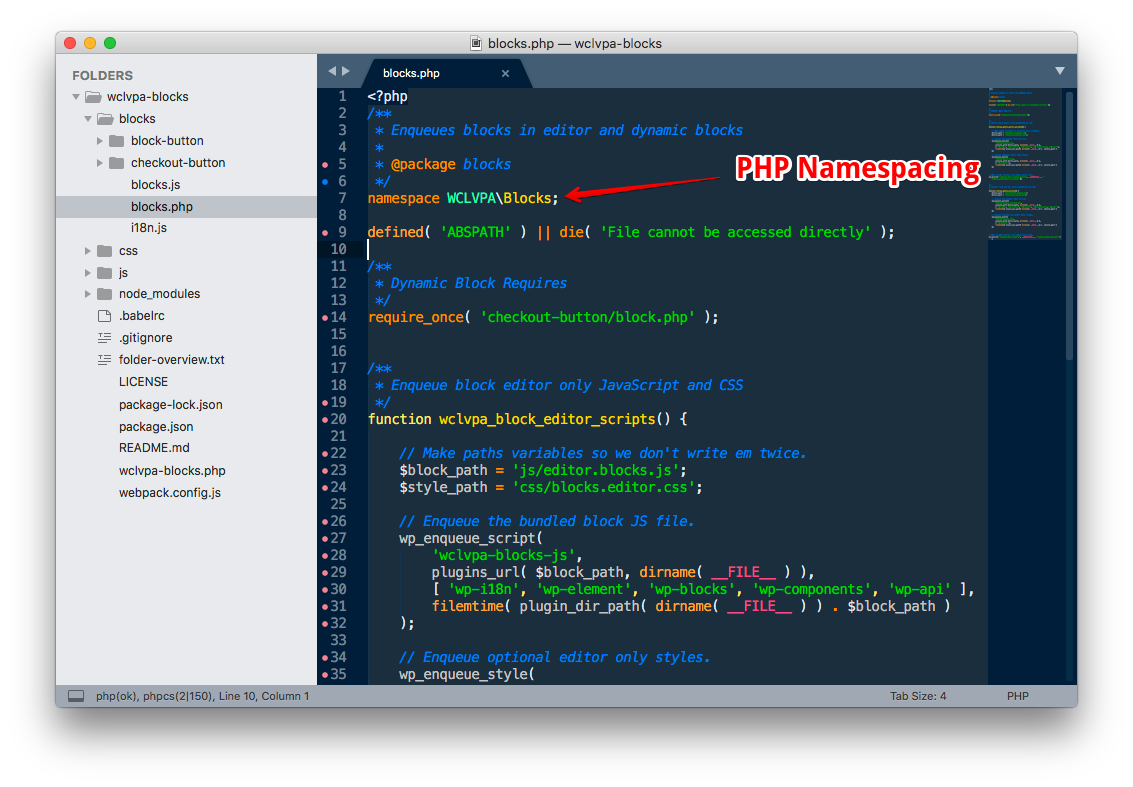 blocks.php — wclvpa-blocks
FOLDERS
wclvpa-blocks
blocks
block-button
checkout-button
blocks.js
blocks.php
i18n.js
css
js
node_modules
.babelrc
.gitignore
folder-overview.txt
LICENSE
package-lock.json
package.json
README.md
wclvpa-blocks.php
webpack.config.js
blocks.php ×
1 <?php
2 /**
3  * Enqueues blocks in editor and dynamic blocks
4  *
5  * @package blocks
6  */
7 namespace WCLVPA\Blocks;
PHP Namespacing
8
9 defined( 'ABSPATH' ) || die( 'File cannot be accessed directly' );
10
11 /**
12  * Dynamic Block Requires
13  */
14 require_once( 'checkout-button/block.php' );
15
16
17 /**
18  * Enqueue block editor only JavaScript and CSS
19  */
20 function wclvpa_block_editor_scripts() {
21
22     // Make paths variables so we don't write em twice.
23     $block_path = 'js/editor.blocks.js';
24     $style_path = 'css/blocks.editor.css';
25
26     // Enqueue the bundled block JS file.
27     wp_enqueue_script(
28         'wclvpa-blocks-js',
29         plugins_url( $block_path, dirname( __FILE__ ) ),
30         [ 'wp-i18n', 'wp-element', 'wp-blocks', 'wp-components', 'wp-api' ],
31         filemtime( plugin_dir_path( dirname( __FILE__ ) ) . $block_path )
32     );
33
34     // Enqueue optional editor only styles.
35     wp_enqueue_style(
php(ok), phpcs(2|150), Line 10, Column 1
Tab Size: 4
PHP